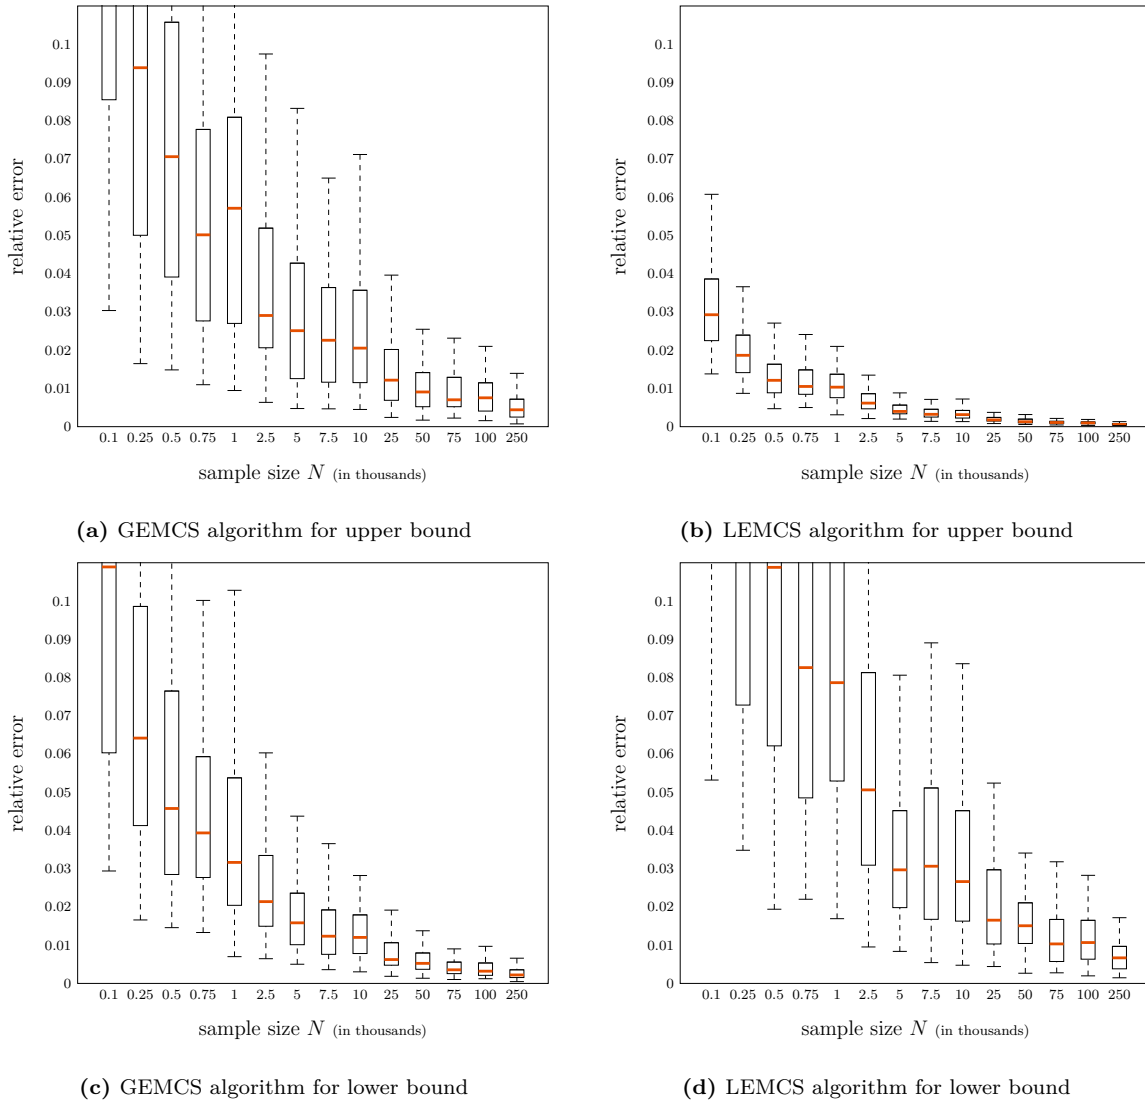 0.1
0.09
0.08
0.07
0.06
0.05
0.04
0.03
0.02
0.01
0
relative error
0.1 0.25 0.5 0.75 1 2.5 5 7.5 10 25 50 75 100 250
sample size N (in thousands)
(a) GEMCS algorithm for upper bound
0.1
0.09
0.08
0.07
0.06
0.05
0.04
0.03
0.02
0.01
0
relative error
0.1 0.25 0.5 0.75 1 2.5 5 7.5 10 25 50 75 100 250
sample size N (in thousands)
(b) LEMCS algorithm for upper bound
0.1
0.09
0.08
0.07
0.06
0.05
0.04
0.03
0.02
0.01
0
relative error
0.1 0.25 0.5 0.75 1 2.5 5 7.5 10 25 50 75 100 250
sample size N (in thousands)
(c) GEMCS algorithm for lower bound
0.1
0.09
0.08
0.07
0.06
0.05
0.04
0.03
0.02
0.01
0
relative error
0.1 0.25 0.5 0.75 1 2.5 5 7.5 10 25 50 75 100 250
sample size N (in thousands)
(d) LEMCS algorithm for lower bound